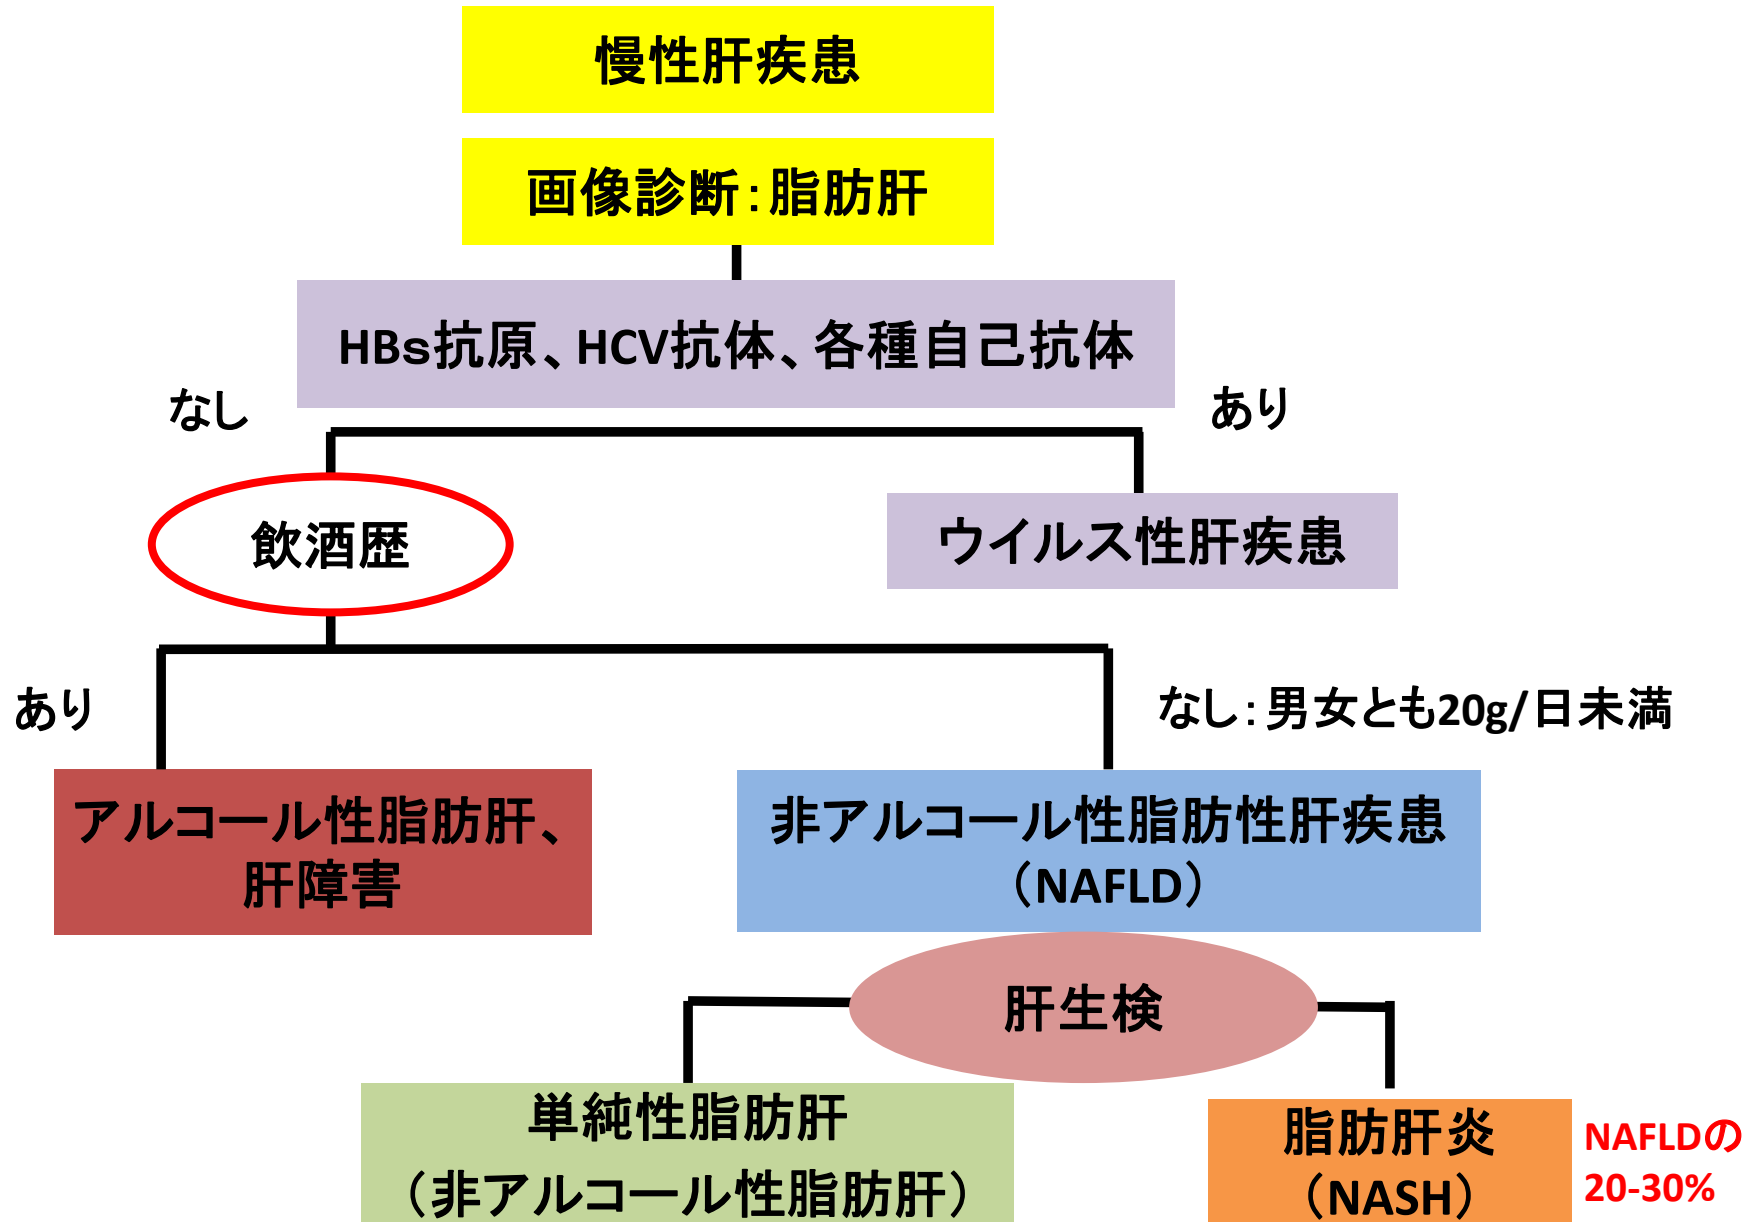 慢性肝疾患
画像診断：脂肪肝
HBs抗原、HCV抗体、各種自己抗体
なし
あり
飲酒歴
ウイルス性肝疾患
あり
なし：男女とも20g/日未満
アルコール性脂肪肝、
肝障害
非アルコール性脂肪性肝疾患
（NAFLD）
肝生検
単純性脂肪肝
（非アルコール性脂肪肝）
脂肪肝炎
（NASH）
NAFLDの
20-30%